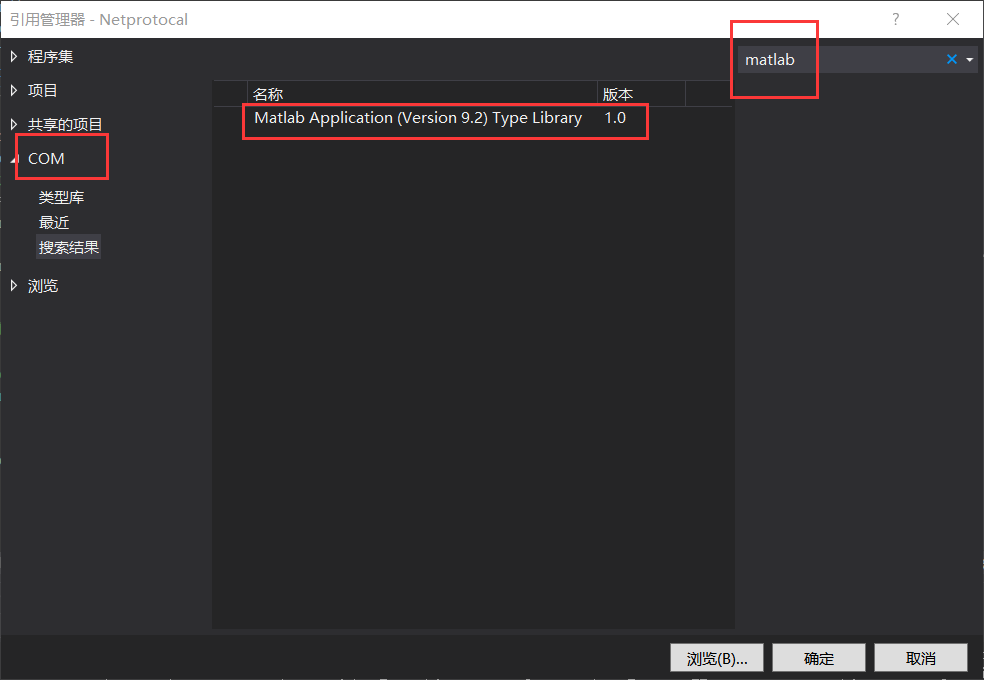 引用管理器 - Netprotocal
?
程序集
matlab
项目
名称 版本
Matlab Application (Version 9.2) Type Library 1.0
共享的项目
COM
类型库
最近
搜索结果
浏览
浏览(B)... 确定 取消